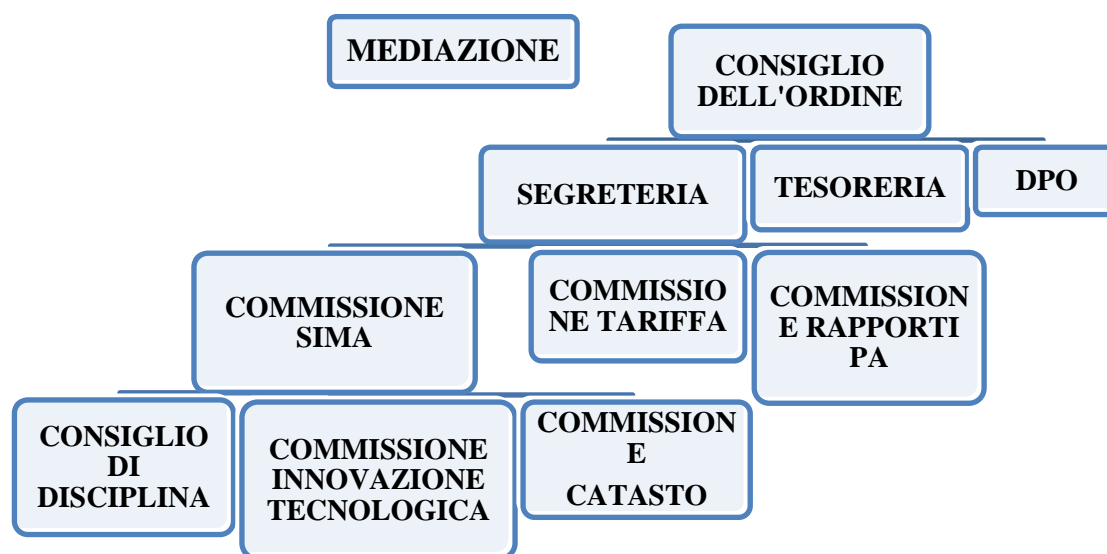 MEDIAZIONE
CONSIGLIO
DELL'ORDINE
SEGRETERIA
TESORERIA
DPO
COMMISSIONE
SIMA
COMMISSIO
NE TARIFFA
COMMISSION
E RAPPORTI
PA
CONSIGLIO
DI
DISCIPLINA
COMMISSIONE
INNOVAZIONE
TECNOLOGICA
COMMISSION
E
CATASTO